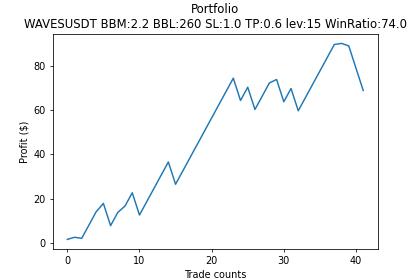 Portfolio
WAVESUSDT BBM:2.2 BBL:260 SL:1.0 TP:0.6 lev:15 WinRatio:74.0
Profit ($)
80
60
40
20
0
0 10 20 30 40
Trade counts